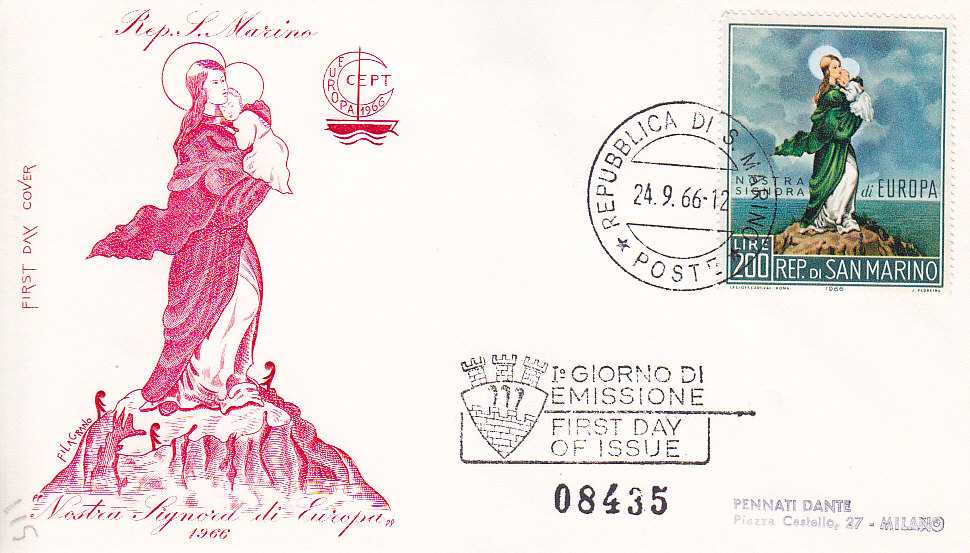 Rep. S. Marino
EUROPA 1966
CEPT
FIRST DAY COVER
FILAGRANO
"Nostra Signora di Europa"
1966
REPUBBLICA DI S. MARINO
24.9.66-12
★ POSTE
NOSTRA
SIGNORA di EUROPA
LIRE
200 REP. DI SAN MARINO
1966
Iº GIORNO DI
EMISSIONE
FIRST DAY
OF ISSUE
08435
PENNATI DANTE
Piazza Castello, 27 - MILANO